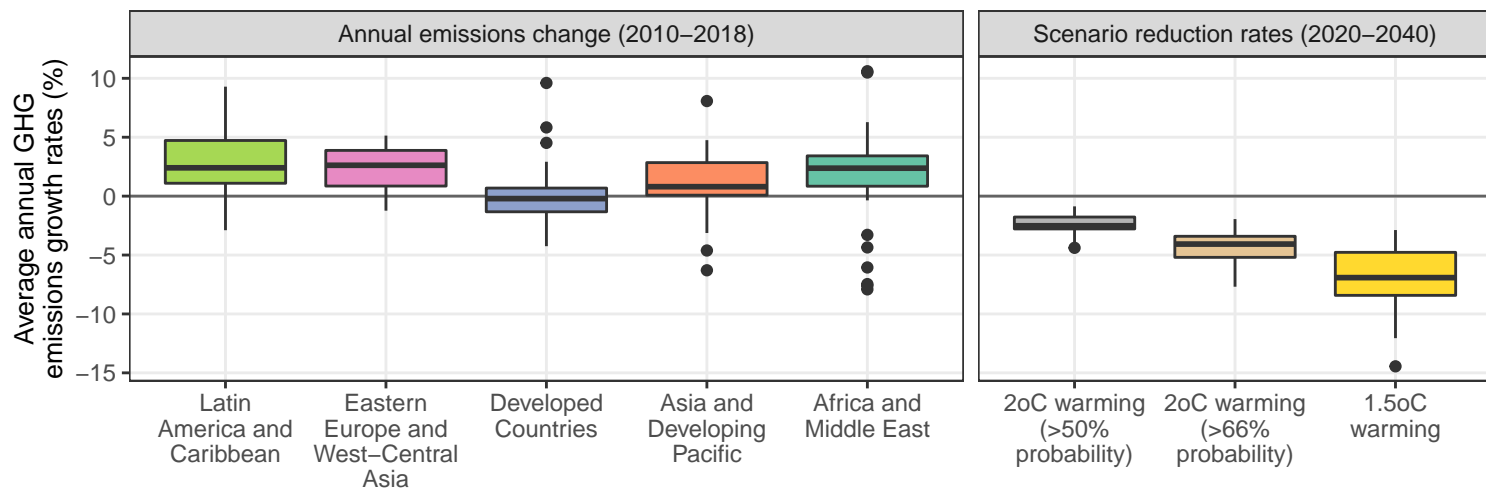 Annual emissions change (2010−2018)
Scenario reduction rates (2020−2040)
Average annual GHG
emissions growth rates (%)
10
5
0
−5
−10
−15
Latin
America and
Caribbean
Eastern
Europe and
West−Central
Asia
Developed
Countries
Asia and
Developing
Pacific
Africa and
Middle East
2oC warming
(>50%
probability)
2oC warming
(>66%
probability)
1.5oC
warming